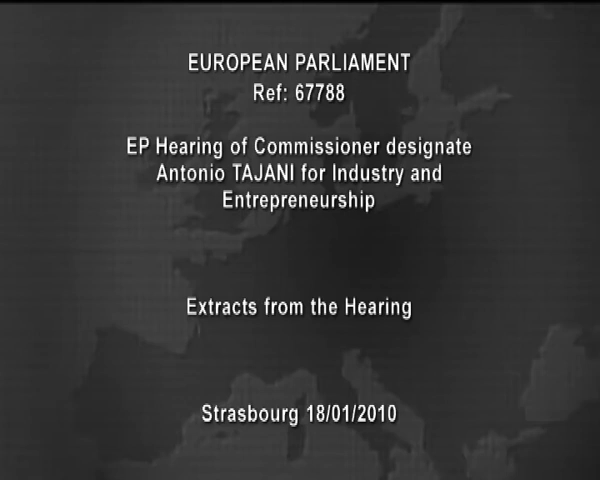 EUROPEAN PARLIAMENT
Ref: 67788
EP Hearing of Commissioner designate
Antonio TAJANI for Industry and
Entrepreneurship
Extracts from the Hearing
Strasbourg 18/01/2010